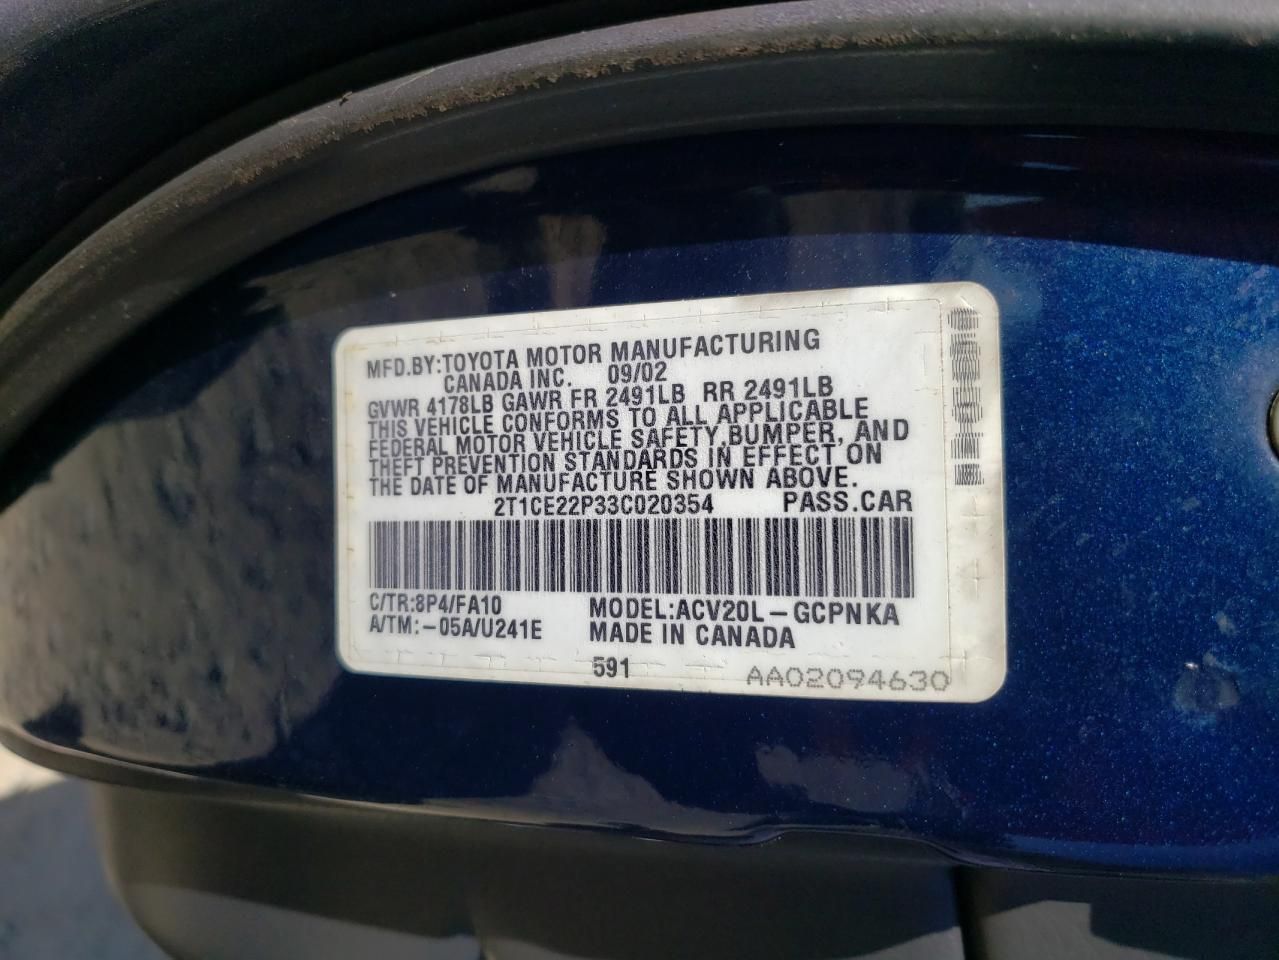 MFD.BY:TOYOTA MOTOR MANUFACTURING
CANADA INC. 09/02
GVWR 4178LB GAWR FR 2491LB RR 2491LB
THIS VEHICLE CONFORMS TO ALL APPLICABLE
FEDERAL MOTOR VEHICLE SAFETY,BUMPER, AND
THEFT PREVENTION STANDARDS IN EFFECT ON
THE DATE OF MANUFACTURE SHOWN ABOVE.
2T1CE22P33C020354 PASS.CAR
C/TR:8P4/FA10 MODEL:ACV20L-GCPNKA
A/TM:-05A/U241E MADE IN CANADA
591
AA02094630